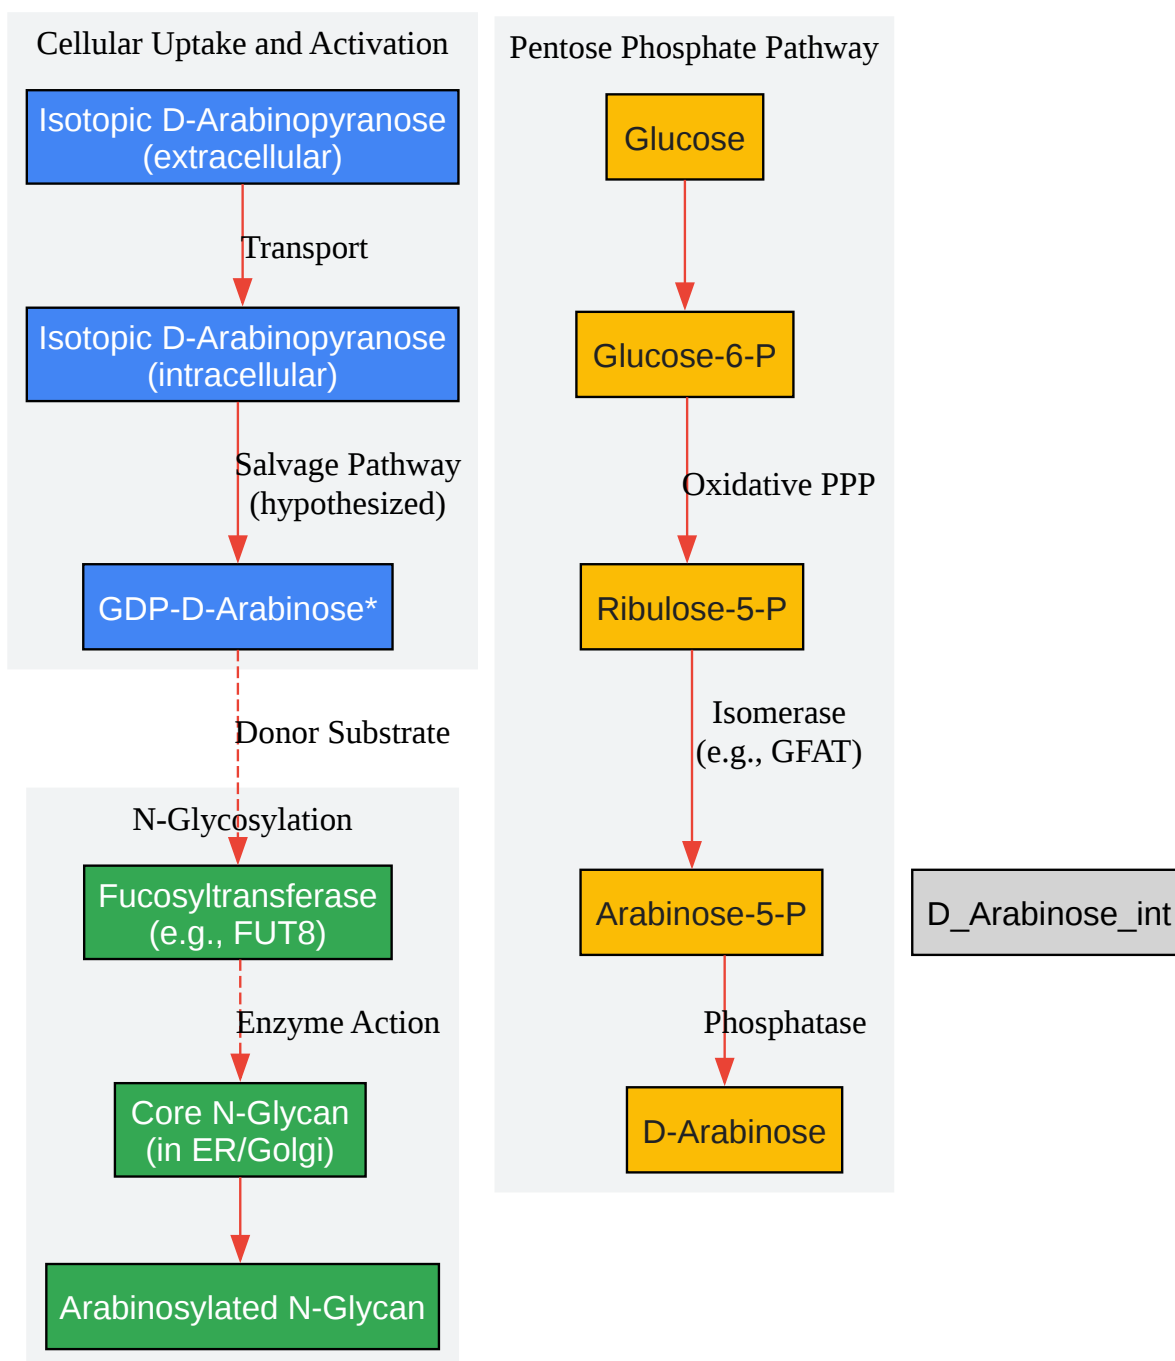 Cellular Uptake and Activation
Isotopic D-Arabinopyranose
(extracellular)
Transport
Isotopic D-Arabinopyranose
(intracellular)
Salvage Pathway
(hypothesized)
GDP-D-Arabinose*
Donor Substrate
N-Glycosylation
Fucosyltransferase
(e.g., FUT8)
Enzyme Action
Core N-Glycan
(in ER/Golgi)
Arabinosylated N-Glycan
Pentose Phosphate Pathway
Glucose
Glucose-6-P
Oxidative PPP
Ribulose-5-P
Isomerase
(e.g., GFAT)
Arabinose-5-P
Phosphatase
D-Arabinose
D_Arabinose_int